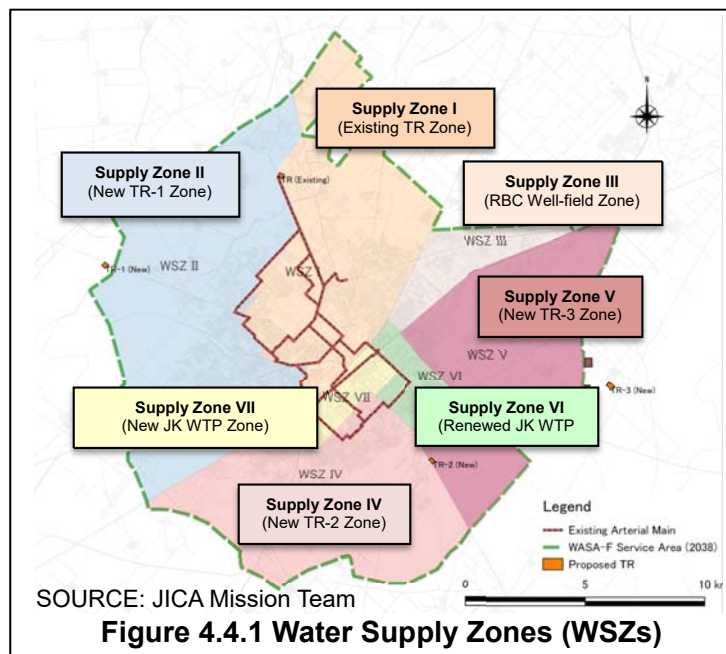 N
Supply Zone I
(Existing TR Zone)
Supply Zone II
(New TR-1 Zone)
Supply Zone III
(RBC Well-field Zone)
TR (Existing)
WSZ III
TR-1 (New)
WSZ II
WSZ I
Supply Zone V
(New TR-3 Zone)
WSZ V
WSZ VI
TR-3 (New)
Supply Zone VII
(New JK WTP Zone)
WSZ VII
Supply Zone VI
(Renewed JK WTP
WSZ IV
TR-2 (New)
Supply Zone IV
(New TR-2 Zone)
Legend
Existing Arterial Main
WASA-F Service Area (2038)
Proposed TR
0 5 10 km
SOURCE: JICA Mission Team
Figure 4.4.1 Water Supply Zones (WSZs)